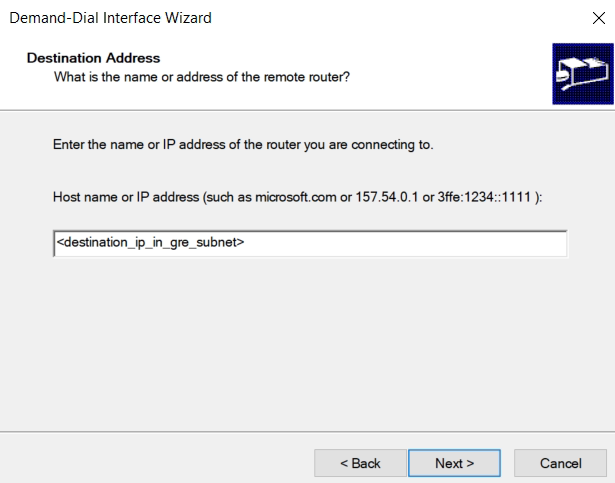 Demand-Dial Interface Wizard
Destination Address
What is the name or address of the remote router?
Enter the name or IP address of the router you are connecting to.
Host name or IP address (such as microsoft.com or 157.54.0.1 or 3ffe:1234::1111 ):
<destination_ip_in_gre_subnet>
< Back
Next >
Cancel